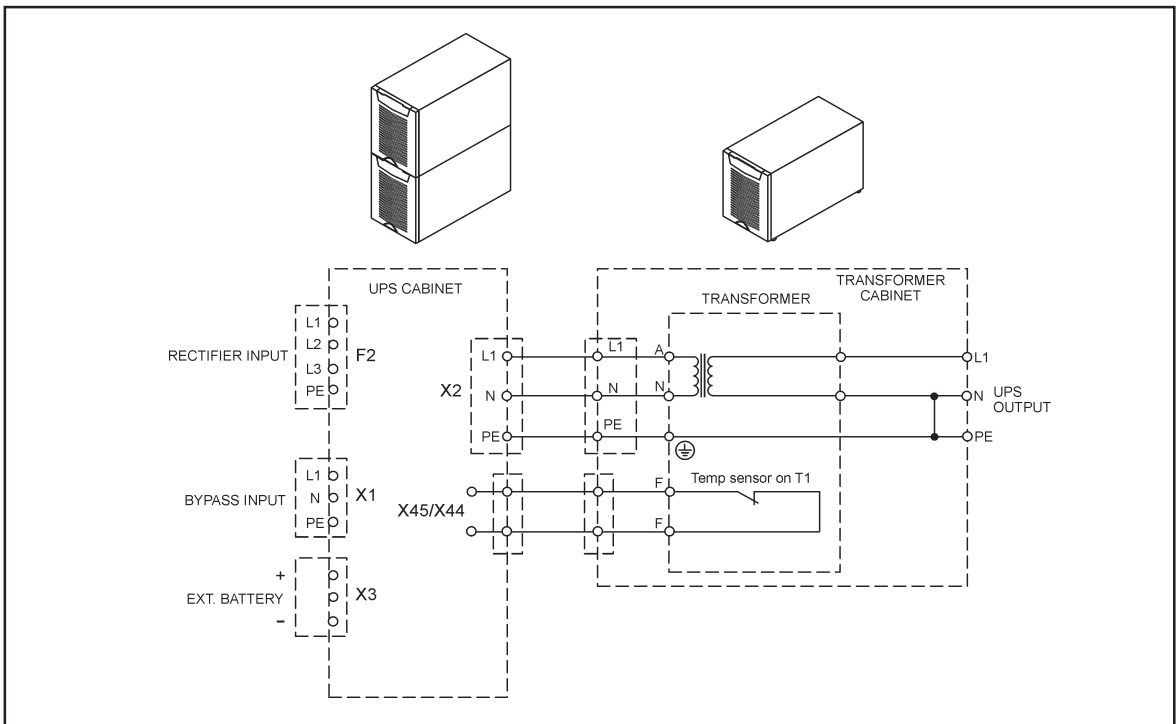 UPS CABINET
TRANSFORMER CABINET
TRANSFORMER
RECTIFIER INPUT
L1
L2
L3
PE
F2
BYPASS INPUT
L1
N
PE
X1
EXT. BATTERY
+
-
X3
X2
L1
N
PE
X45/X44
L1
N
PE
A
N
F
F
Temp sensor on T1
L1
N
PE
UPS
OUTPUT